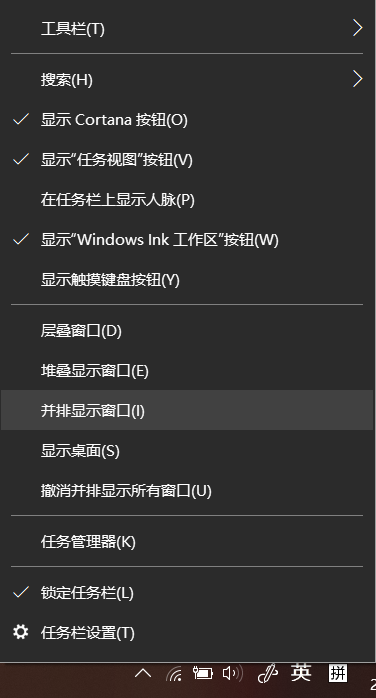 工具栏(T)
搜索(H)
显示 Cortana 按钮(O)
显示“任务视图”按钮(V)
在任务栏上显示人脉(P)
显示“Windows Ink 工作区”按钮(W)
显示触摸键盘按钮(Y)
层叠窗口(D)
堆叠显示窗口(E)
并排显示窗口(I)
显示桌面(S)
撤消并排显示所有窗口(U)
任务管理器(K)
锁定任务栏(L)
任务栏设置(T)
英 拼
2